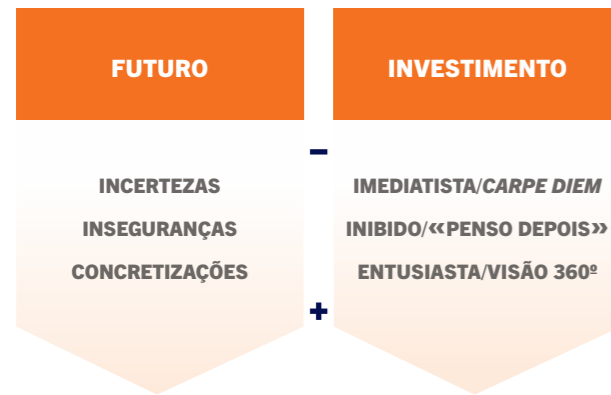 FUTURO
INVESTIMENTO
–
INCERTEZAS
IMEDIATISTA/CARPE DIEM
INSEGURANÇAS
INIBIDO/«PENSO DEPOIS»
CONCRETIZAÇÕES
ENTUSIASTA/VISÃO 360º
+